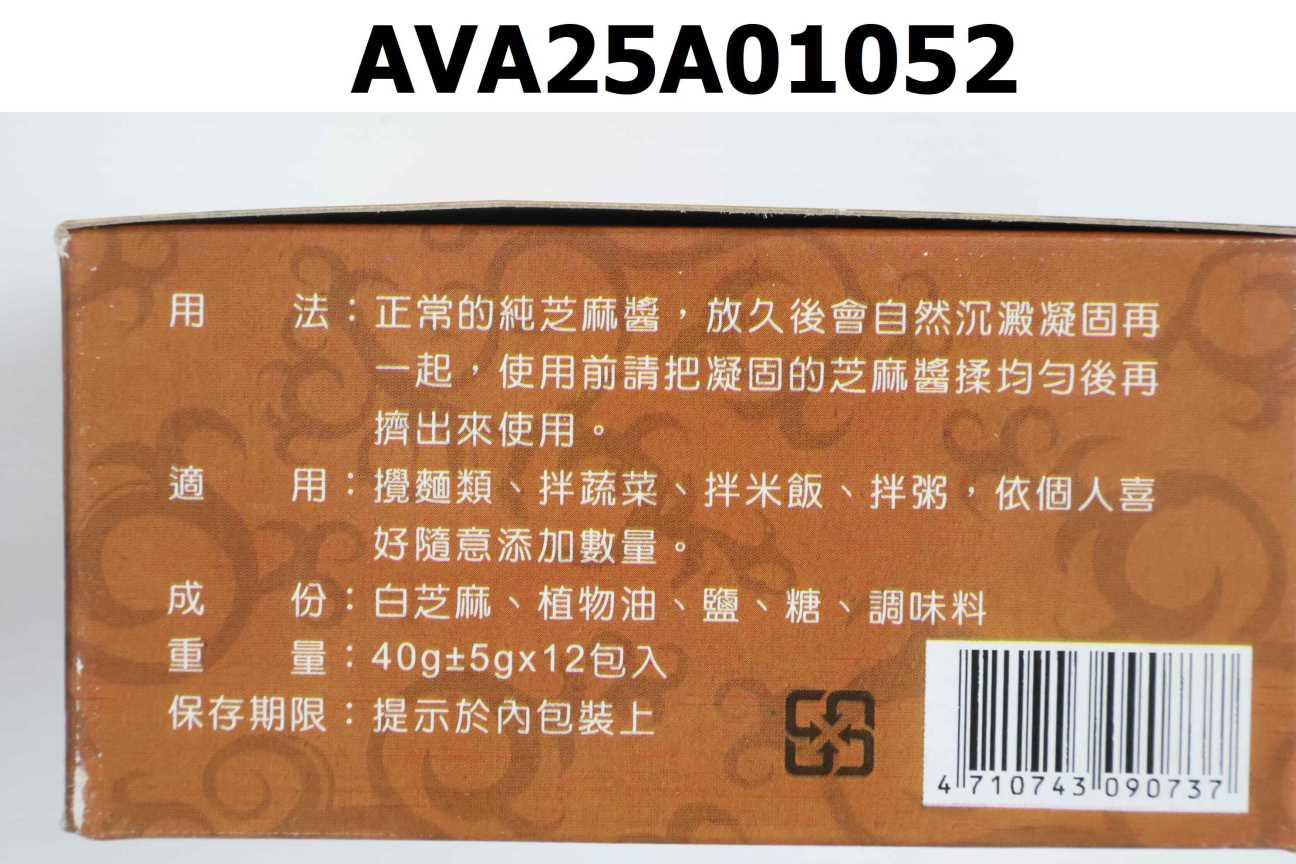 AVA25A01052
用　　法：正常的純芝麻醬，放久後會自然沉澱凝固再
一起，使用前請把凝固的芝麻醬揉均勻後再
擠出來使用。
適　　用：攪麵類、拌蔬菜、拌米飯、拌粥，依個人喜
好隨意添加數量。
成　　份：白芝麻、植物油、鹽、糖、調味料
重　　量：40g±5gx12包入
保存期限：提示於內包裝上
4 710743 090737